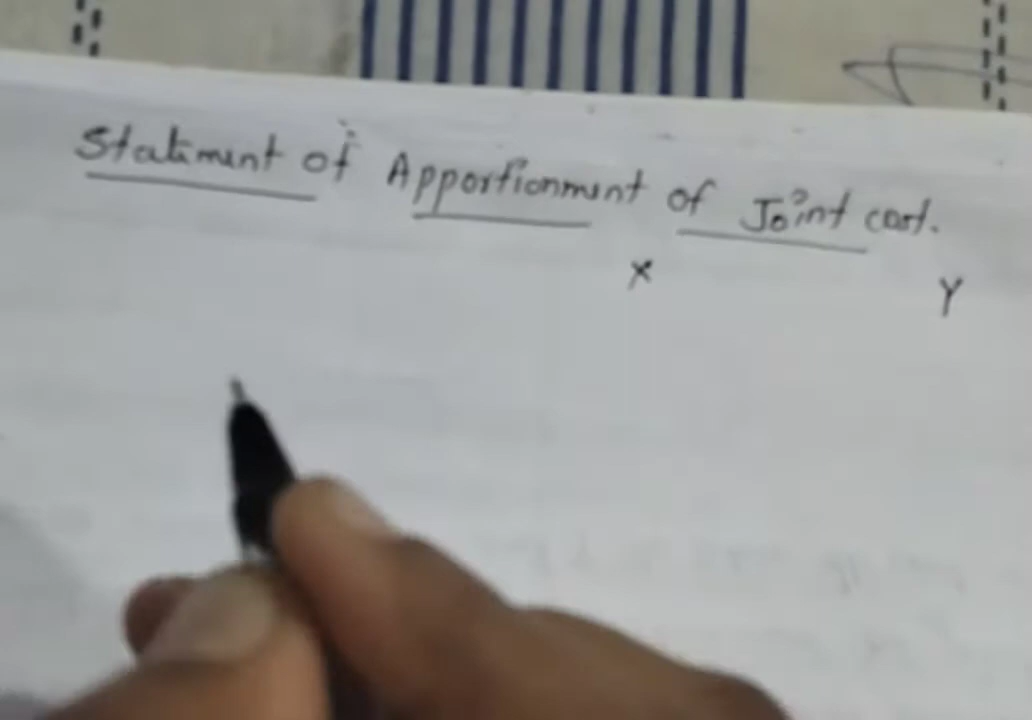 Statement of Apportionment of Joint cost.
X Y